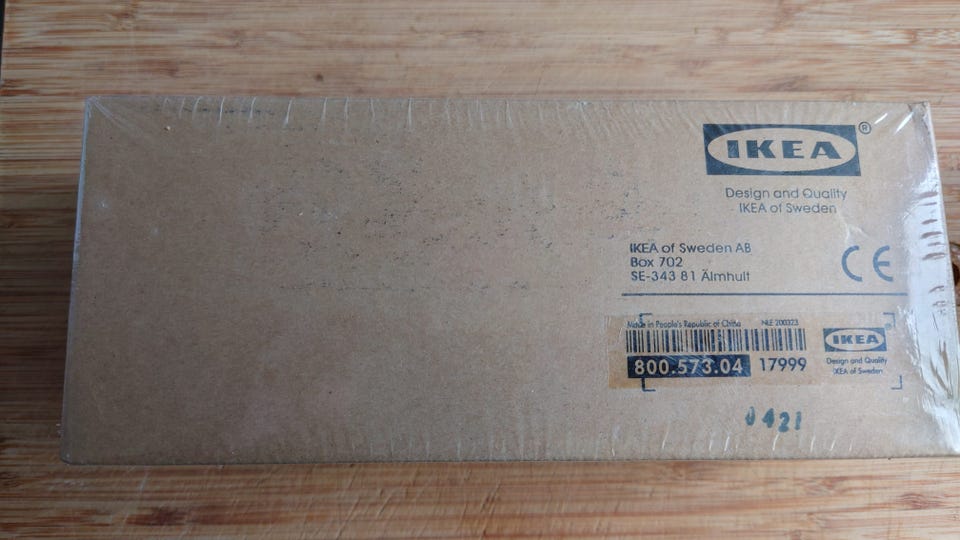 IKEA®
Design and Quality
IKEA of Sweden
IKEA of Sweden AB
Box 702
SE-343 81 Älmhult
CE
Made in People's Republic of China NLE 200323
800.573.04 17999
IKEA®
Design and Quality
IKEA of Sweden
0421